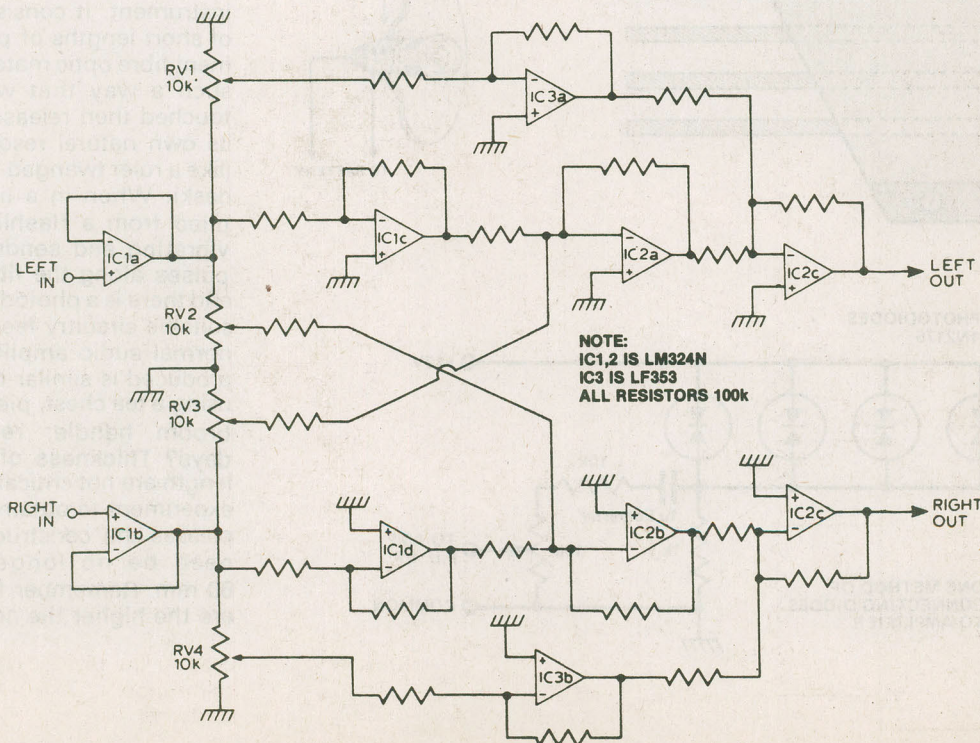 RV1
10k
IC3a
IC1c
IC1a
LEFT
IN
IC2a
IC2c
LEFT
OUT
RV2
10k
NOTE:
IC1,2 IS LM324N
IC3 IS LF353
ALL RESISTORS 100k
RV3
10k
RIGHT
IN
IC1b
IC1d
IC2b
IC2c
RIGHT
OUT
RV4
10k
IC3b